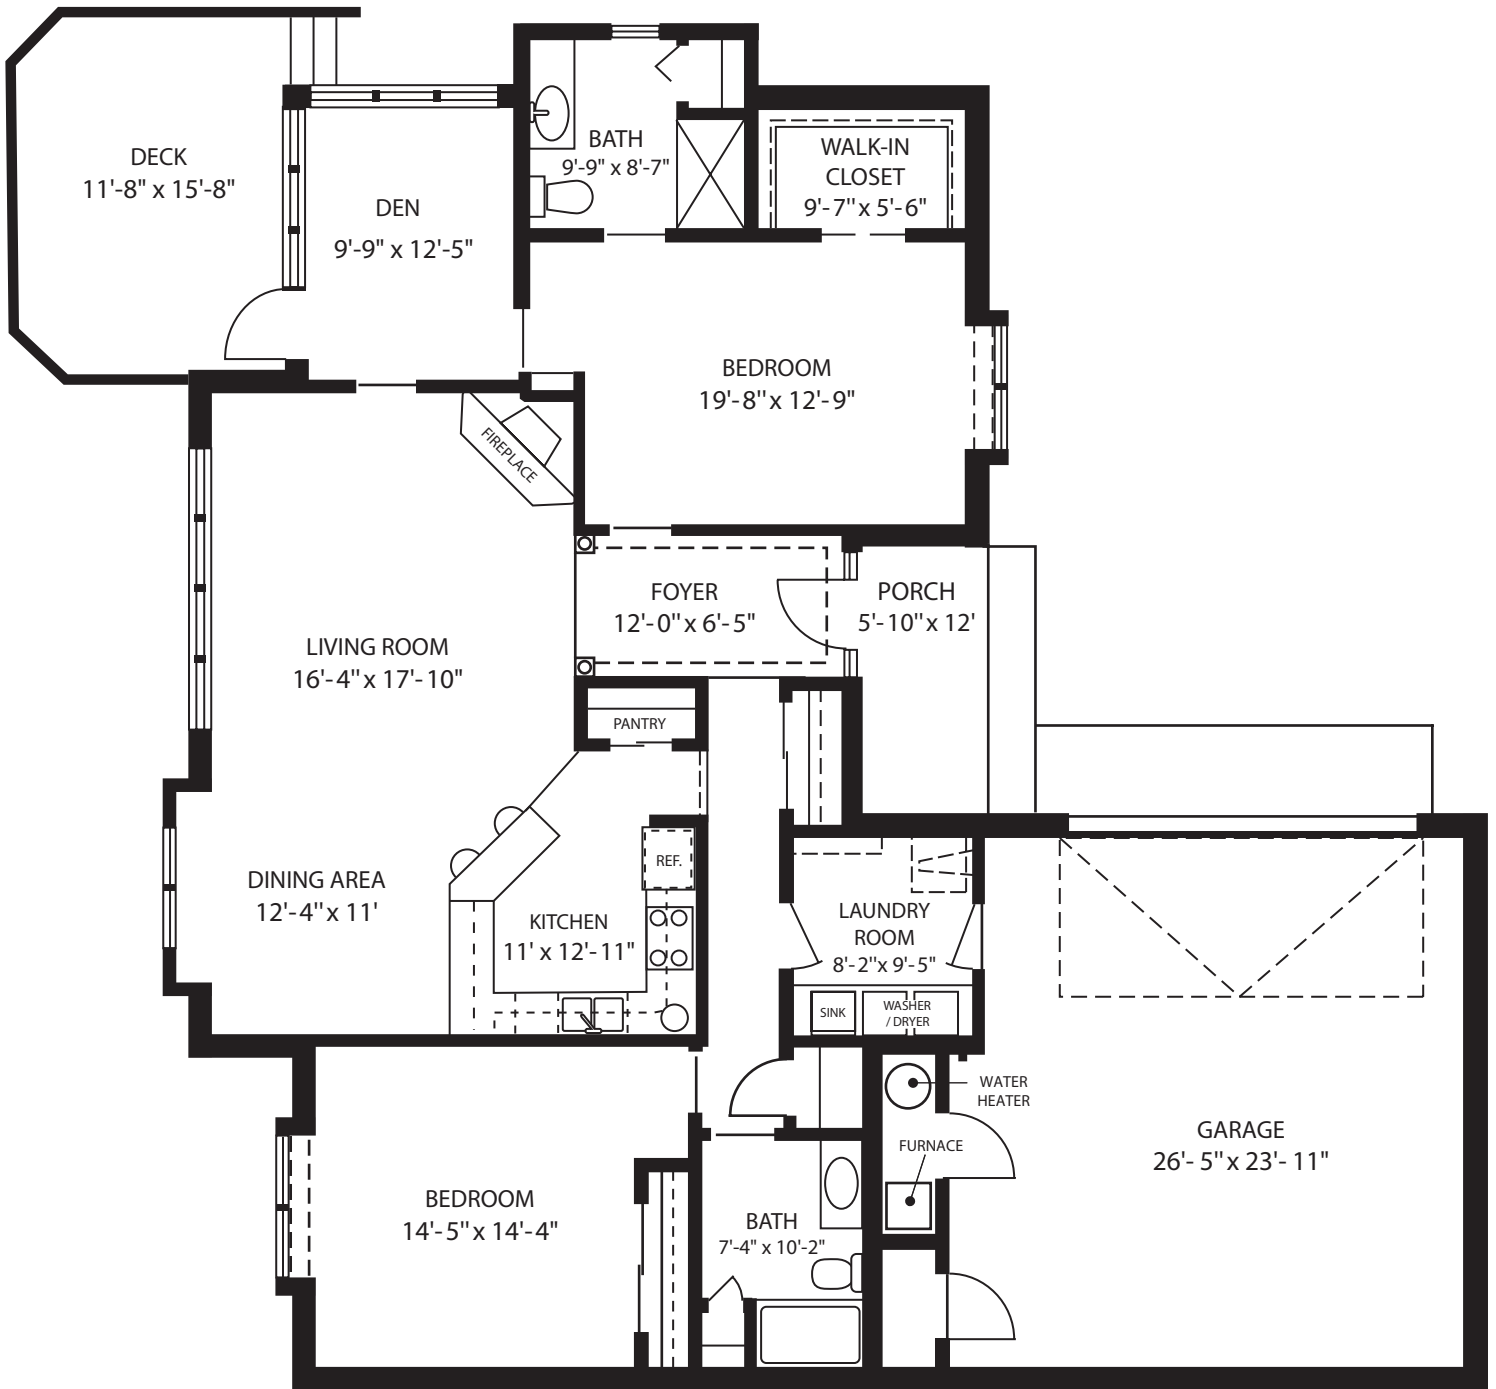 DECK
11'-8" x 15'-8"
DEN
9'-9" x 12'-5"
BATH
9'-9" x 8'-7"
WALK-IN
CLOSET
9'-7" x 5'-6"
BEDROOM
19'-8" x 12'-9"
FIREPLACE
FOYER
12'-0" x 6'-5"
PORCH
5'-10" x 12'
LIVING ROOM
16'-4" x 17'-10"
PANTRY
REF.
DINING AREA
12'-4" x 11'
KITCHEN
11' x 12'-11"
LAUNDRY
ROOM
8'-2" x 9'-5"
SINK
WASHER
/ DRYER
WATER
HEATER
FURNACE
GARAGE
26'-5" x 23'-11"
BEDROOM
14'-5" x 14'-4"
BATH
7'-4" x 10'-2"